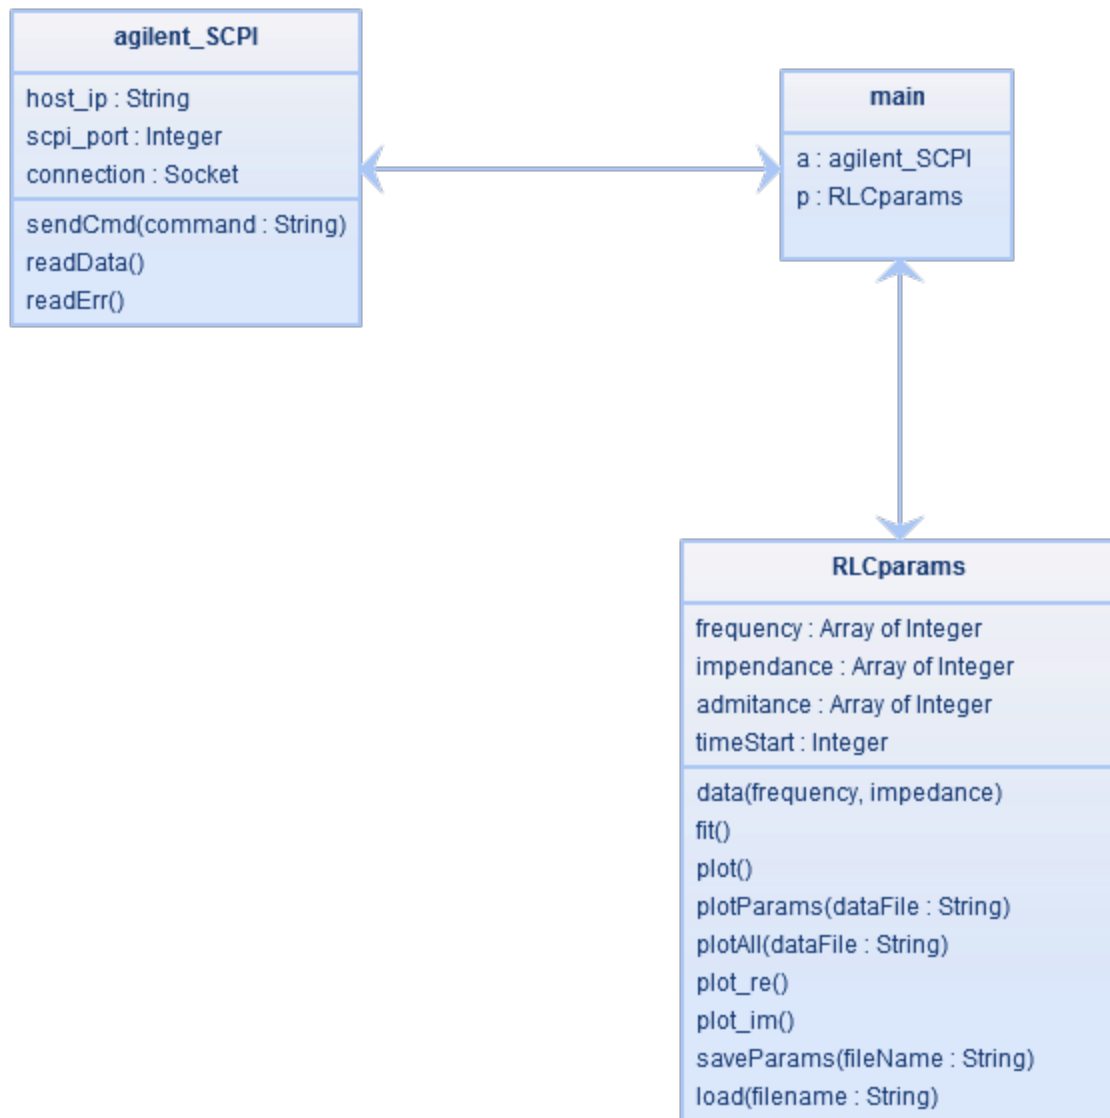 agilent_SCPI
host_ip : String
scpi_port : Integer
connection : Socket
sendCmd(command : String)
readData()
readErr()
main
a : agilent_SCPI
p : RLCparams
RLCparams
frequency : Array of Integer
impendance : Array of Integer
admitance : Array of Integer
timeStart : Integer
data(frequency, impedance)
fit()
plot()
plotParams(dataFile : String)
plotAll(dataFile : String)
plot_re()
plot_im()
saveParams(fileName : String)
load(filename : String)